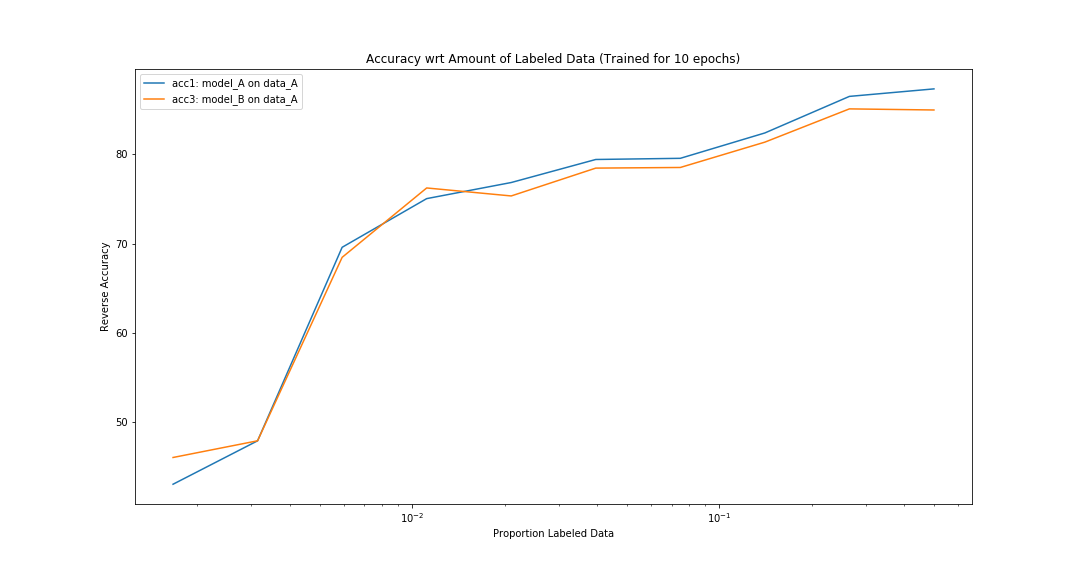 Accuracy wrt Amount of Labeled Data (Trained for 10 epochs)
acc1: model_A on data_A
acc3: model_B on data_A
80
70
60
50
Reverse Accuracy
10⁻²
10⁻¹
Proportion Labeled Data